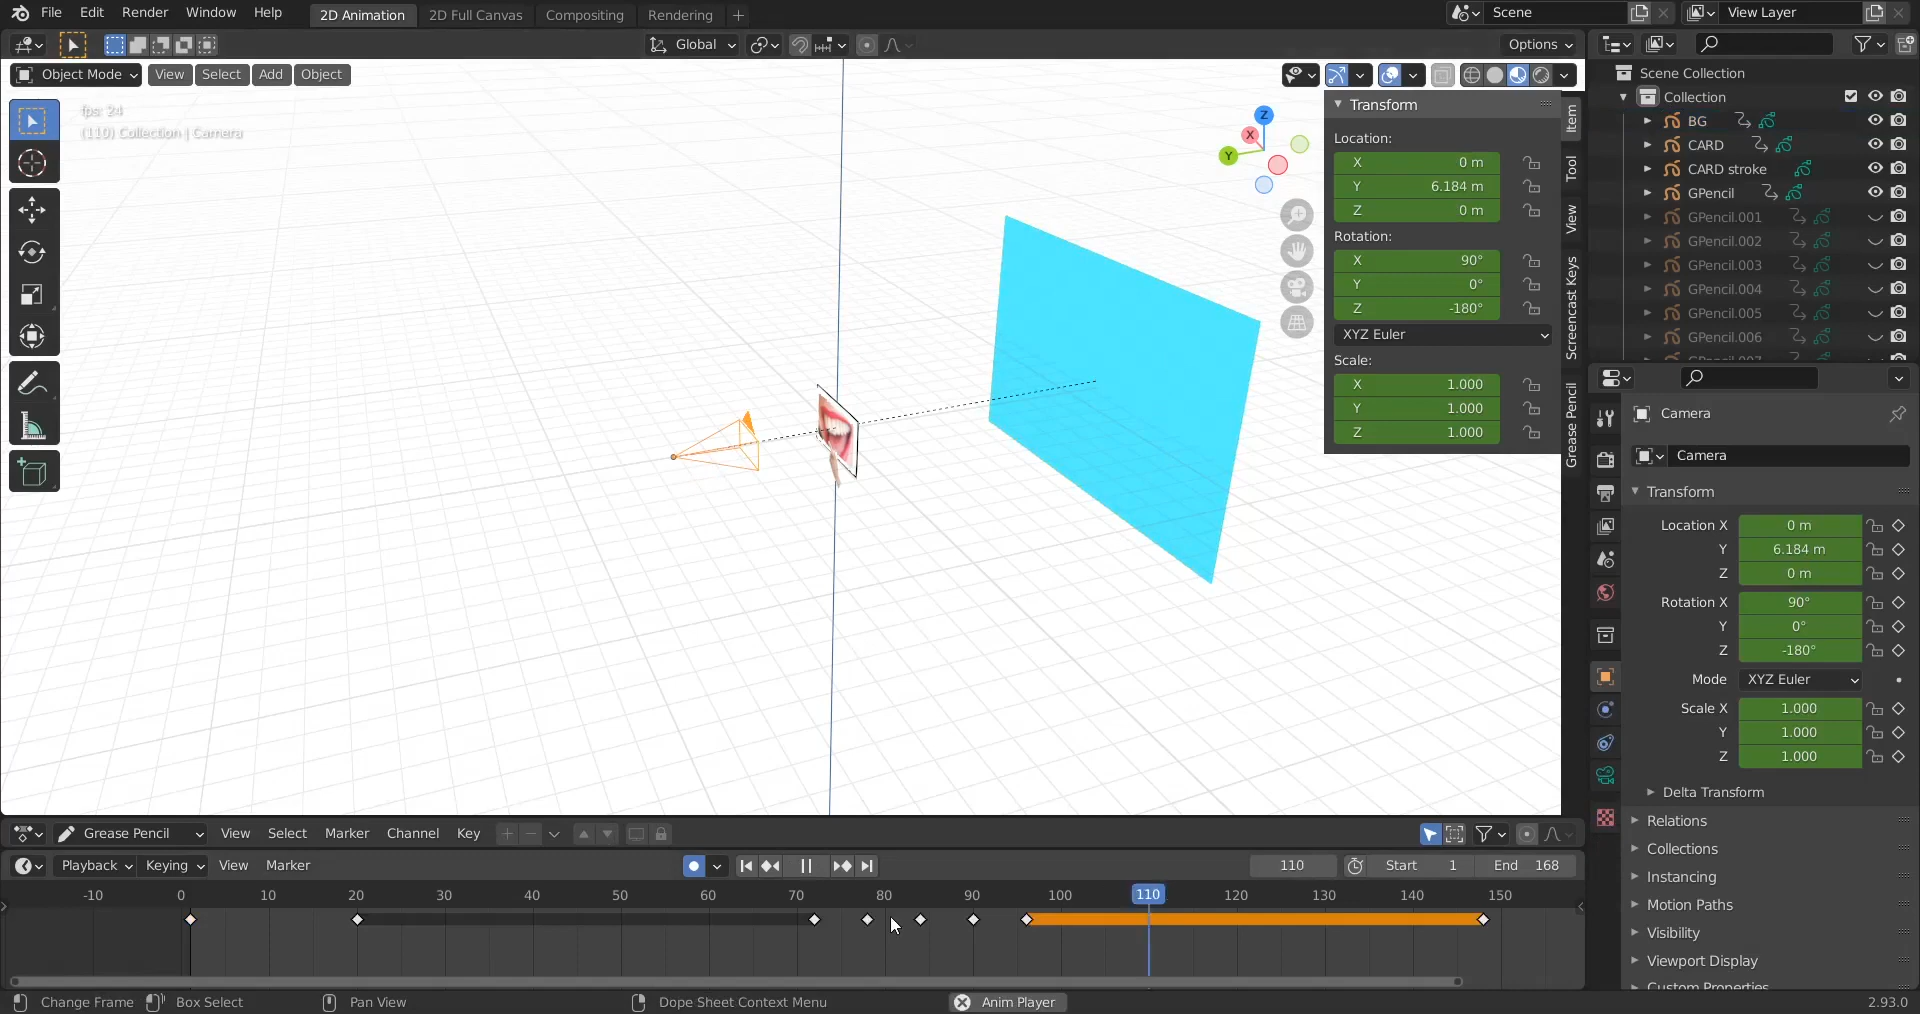 File Edit Render Window Help 2D Animation 2D Full Canvas Compositing Rendering Scene View Layer
Global Options
Object Mode View Select Add Object
fps: 24
(110) Collection | Camera
Z
X
Y
Transform
Location:
X 0 m
Y 6.184 m
Z 0 m
Rotation:
X 90°
Y 0°
Z -180°
XYZ Euler
Scale:
X 1.000
Y 1.000
Z 1.000
Item
Tool
View
Screencast Keys
Grease Pencil
Scene Collection
Collection
BG
CARD
CARD stroke
GPencil
GPencil.001
GPencil.002
GPencil.003
GPencil.004
GPencil.005
GPencil.006
GPencil.007
Camera
Camera
Transform
Location X 0 m
Y 6.184 m
Z 0 m
Rotation X 90°
Y 0°
Z -180°
Mode XYZ Euler
Scale X 1.000
Y 1.000
Z 1.000
Delta Transform
Relations
Collections
Instancing
Motion Paths
Visibility
Viewport Display
Custom Properties
Grease Pencil View Select Marker Channel Key
Playback Keying View Marker 110 Start 1 End 168
-10 0 10 20 30 40 50 60 70 80 90 100 110 120 130 140 150
Change Frame Box Select Pan View Dope Sheet Context Menu Anim Player 2.93.0